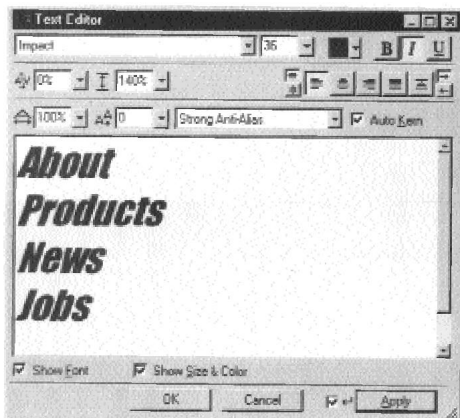 Text Editor
Impact 36 B I U
0% 140%
100% 0 Strong Anti-Alias Auto Kern
About
Products
News
Jobs
Show Font Show Size & Color
OK Cancel Apply